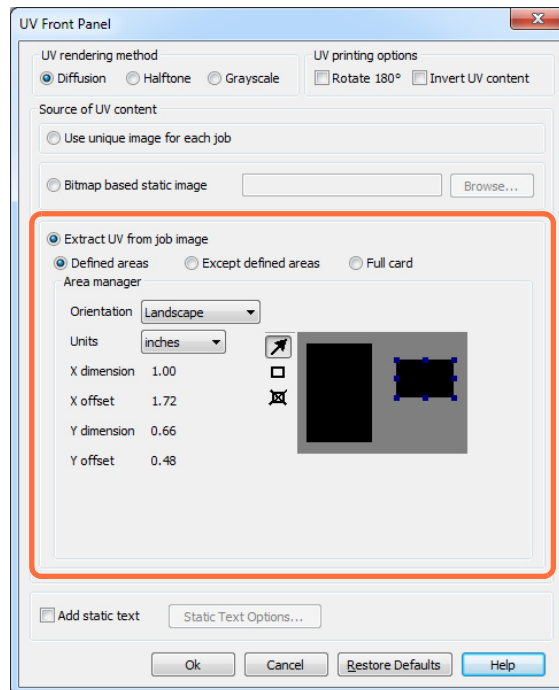 UV Front Panel
UV rendering method
Diffusion Halftone Grayscale
UV printing options
Rotate 180° Invert UV content
Source of UV content
Use unique image for each job
Bitmap based static image Browse...
Extract UV from job image
Defined areas Except defined areas Full card
Area manager
Orientation Landscape
Units inches
X dimension 1.00
X offset 1.72
Y dimension 0.66
Y offset 0.48
Add static text Static Text Options...
Ok Cancel Restore Defaults Help